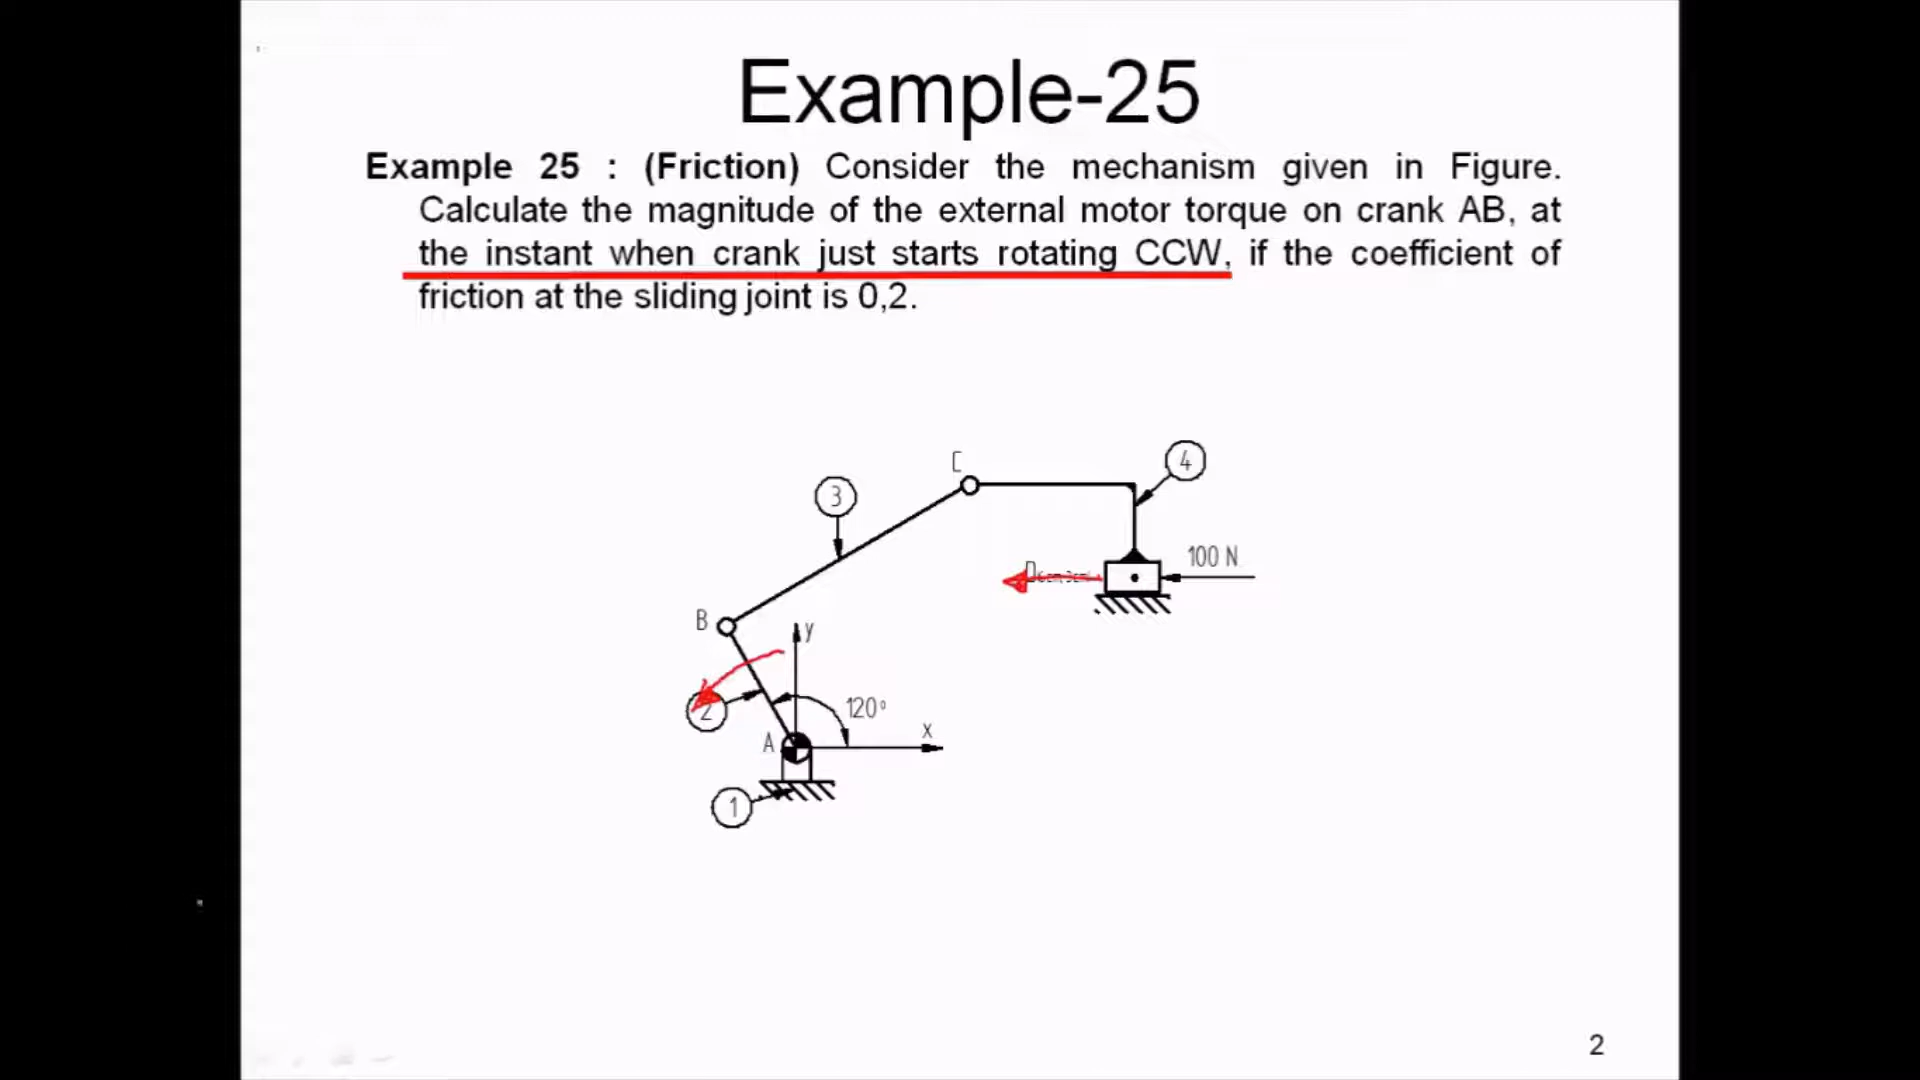 Example-25
Example 25 : (Friction) Consider the mechanism given in Figure.
Calculate the magnitude of the external motor torque on crank AB, at
the instant when crank just starts rotating CCW, if the coefficient of
friction at the sliding joint is 0,2.
C
4
3
100 N
B
y
2
120°
x
A
1
2